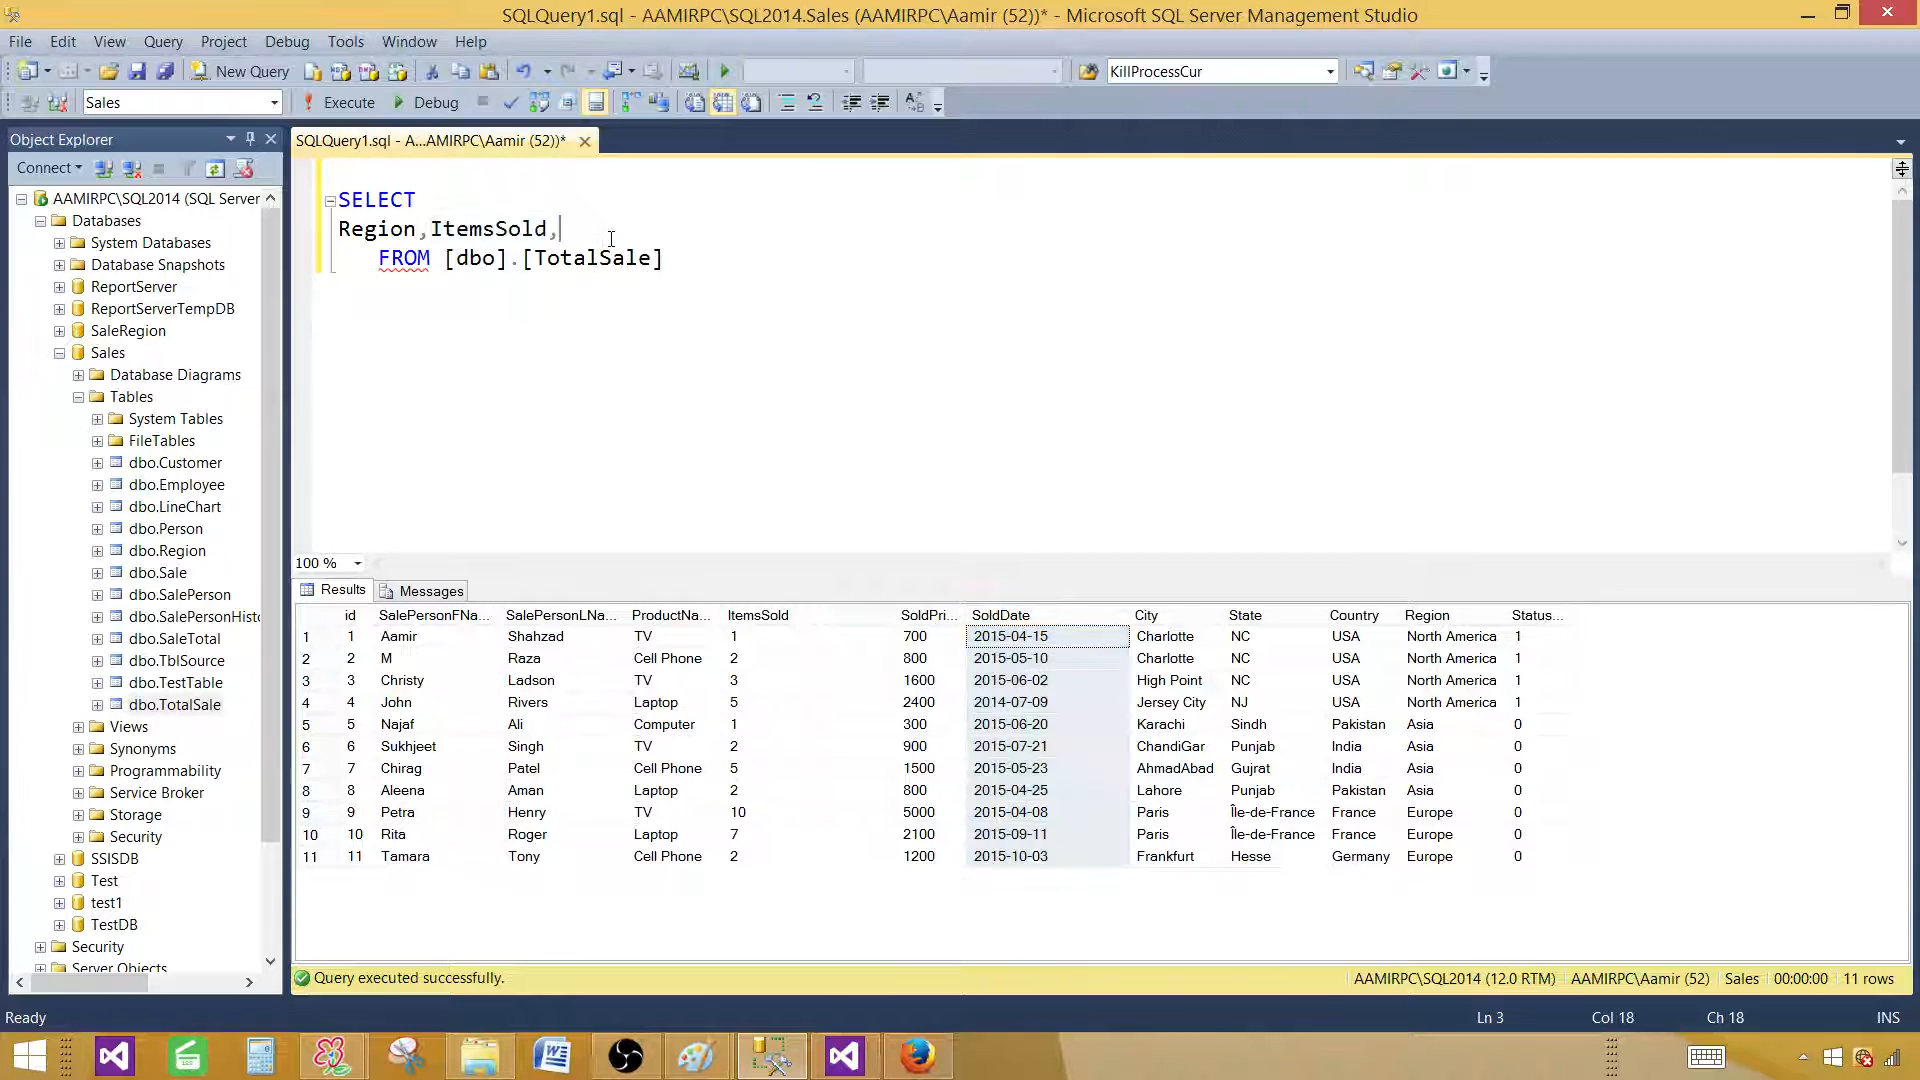 SQLQuery1.sql - AAMIRPC\SQL2014.Sales (AAMIRPC\Aamir (52))* - Microsoft SQL Server Management Studio
File Edit View Query Project Debug Tools Window Help
New Query KillProcessCur
Sales Execute Debug
Object Explorer
SQLQuery1.sql - A...AMIRPC\Aamir (52))*
Connect
AAMIRPC\SQL2014 (SQL Server
Databases
System Databases
Database Snapshots
ReportServer
ReportServerTempDB
SaleRegion
Sales
Database Diagrams
Tables
System Tables
FileTables
dbo.Customer
dbo.Employee
dbo.LineChart
dbo.Person
dbo.Region
dbo.Sale
dbo.SalePerson
dbo.SalePersonHisto
dbo.SaleTotal
dbo.TblSource
dbo.TestTable
dbo.TotalSale
Views
Synonyms
Programmability
Service Broker
Storage
Security
SSISDB
Test
test1
TestDB
Security
Server Objects
SELECT
Region,ItemsSold,
FROM [dbo].[TotalSale]
100 %
Results Messages
id SalePersonFNa... SalePersonLNa... ProductNa... ItemsSold SoldPri... SoldDate City State Country Region Status...
1 1 Aamir Shahzad TV 1 700 2015-04-15 Charlotte NC USA North America 1
2 2 M Raza Cell Phone 2 800 2015-05-10 Charlotte NC USA North America 1
3 3 Christy Ladson TV 3 1600 2015-06-02 High Point NC USA North America 1
4 4 John Rivers Laptop 5 2400 2014-07-09 Jersey City NJ USA North America 1
5 5 Najaf Ali Computer 1 300 2015-06-20 Karachi Sindh Pakistan Asia 0
6 6 Sukhjeet Singh TV 2 900 2015-07-21 ChandiGar Punjab India Asia 0
7 7 Chirag Patel Cell Phone 5 1500 2015-05-23 AhmadAbad Gujrat India Asia 0
8 8 Aleena Aman Laptop 2 800 2015-04-25 Lahore Punjab Pakistan Asia 0
9 9 Petra Henry TV 10 5000 2015-04-08 Paris Île-de-France France Europe 0
10 10 Rita Roger Laptop 7 2100 2015-09-11 Paris Île-de-France France Europe 0
11 11 Tamara Tony Cell Phone 2 1200 2015-10-03 Frankfurt Hesse Germany Europe 0
Query executed successfully. AAMIRPC\SQL2014 (12.0 RTM) AAMIRPC\Aamir (52) Sales 00:00:00 11 rows
Ready Ln 3 Col 18 Ch 18 INS